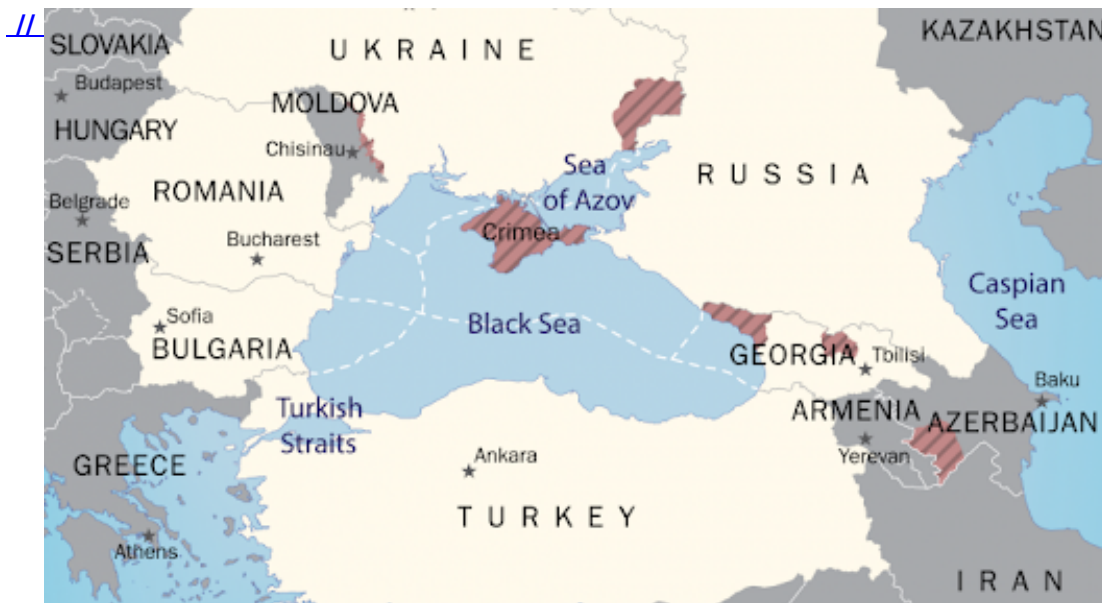 //
SLOVAKIA
UKRAINE
KAZAKHSTAN
Budapest
MOLDOVA
HUNGARY
Chisinau
Sea
of Azov
RUSSIA
ROMANIA
Belgrade
Crimea
Bucharest
SERBIA
Caspian
Sea
Sofia
Black Sea
BULGARIA
GEORGIA
Tbilisi
Baku
Turkish
Straits
ARMENIA
AZERBAIJAN
GREECE
Ankara
Yerevan
TURKEY
Athens
IRAN